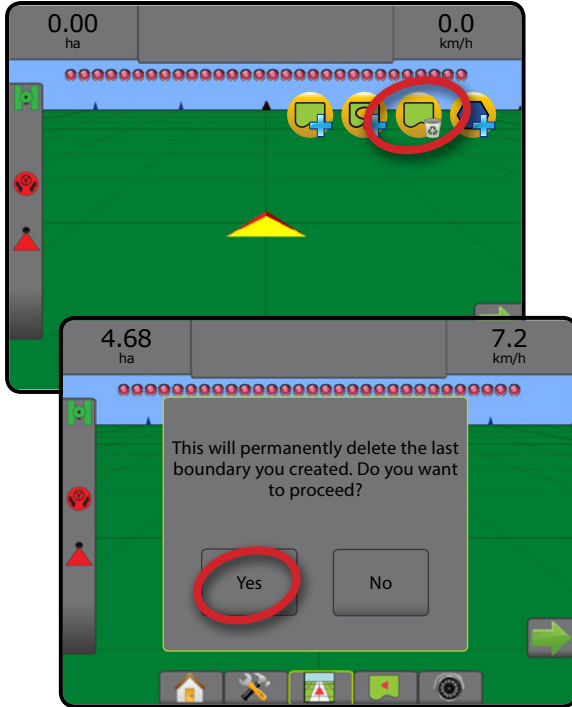 0.00
ha
0.0
km/h
4.68
ha
7.2
km/h
This will permanently delete the last
boundary you created. Do you want
to proceed?
Yes
No